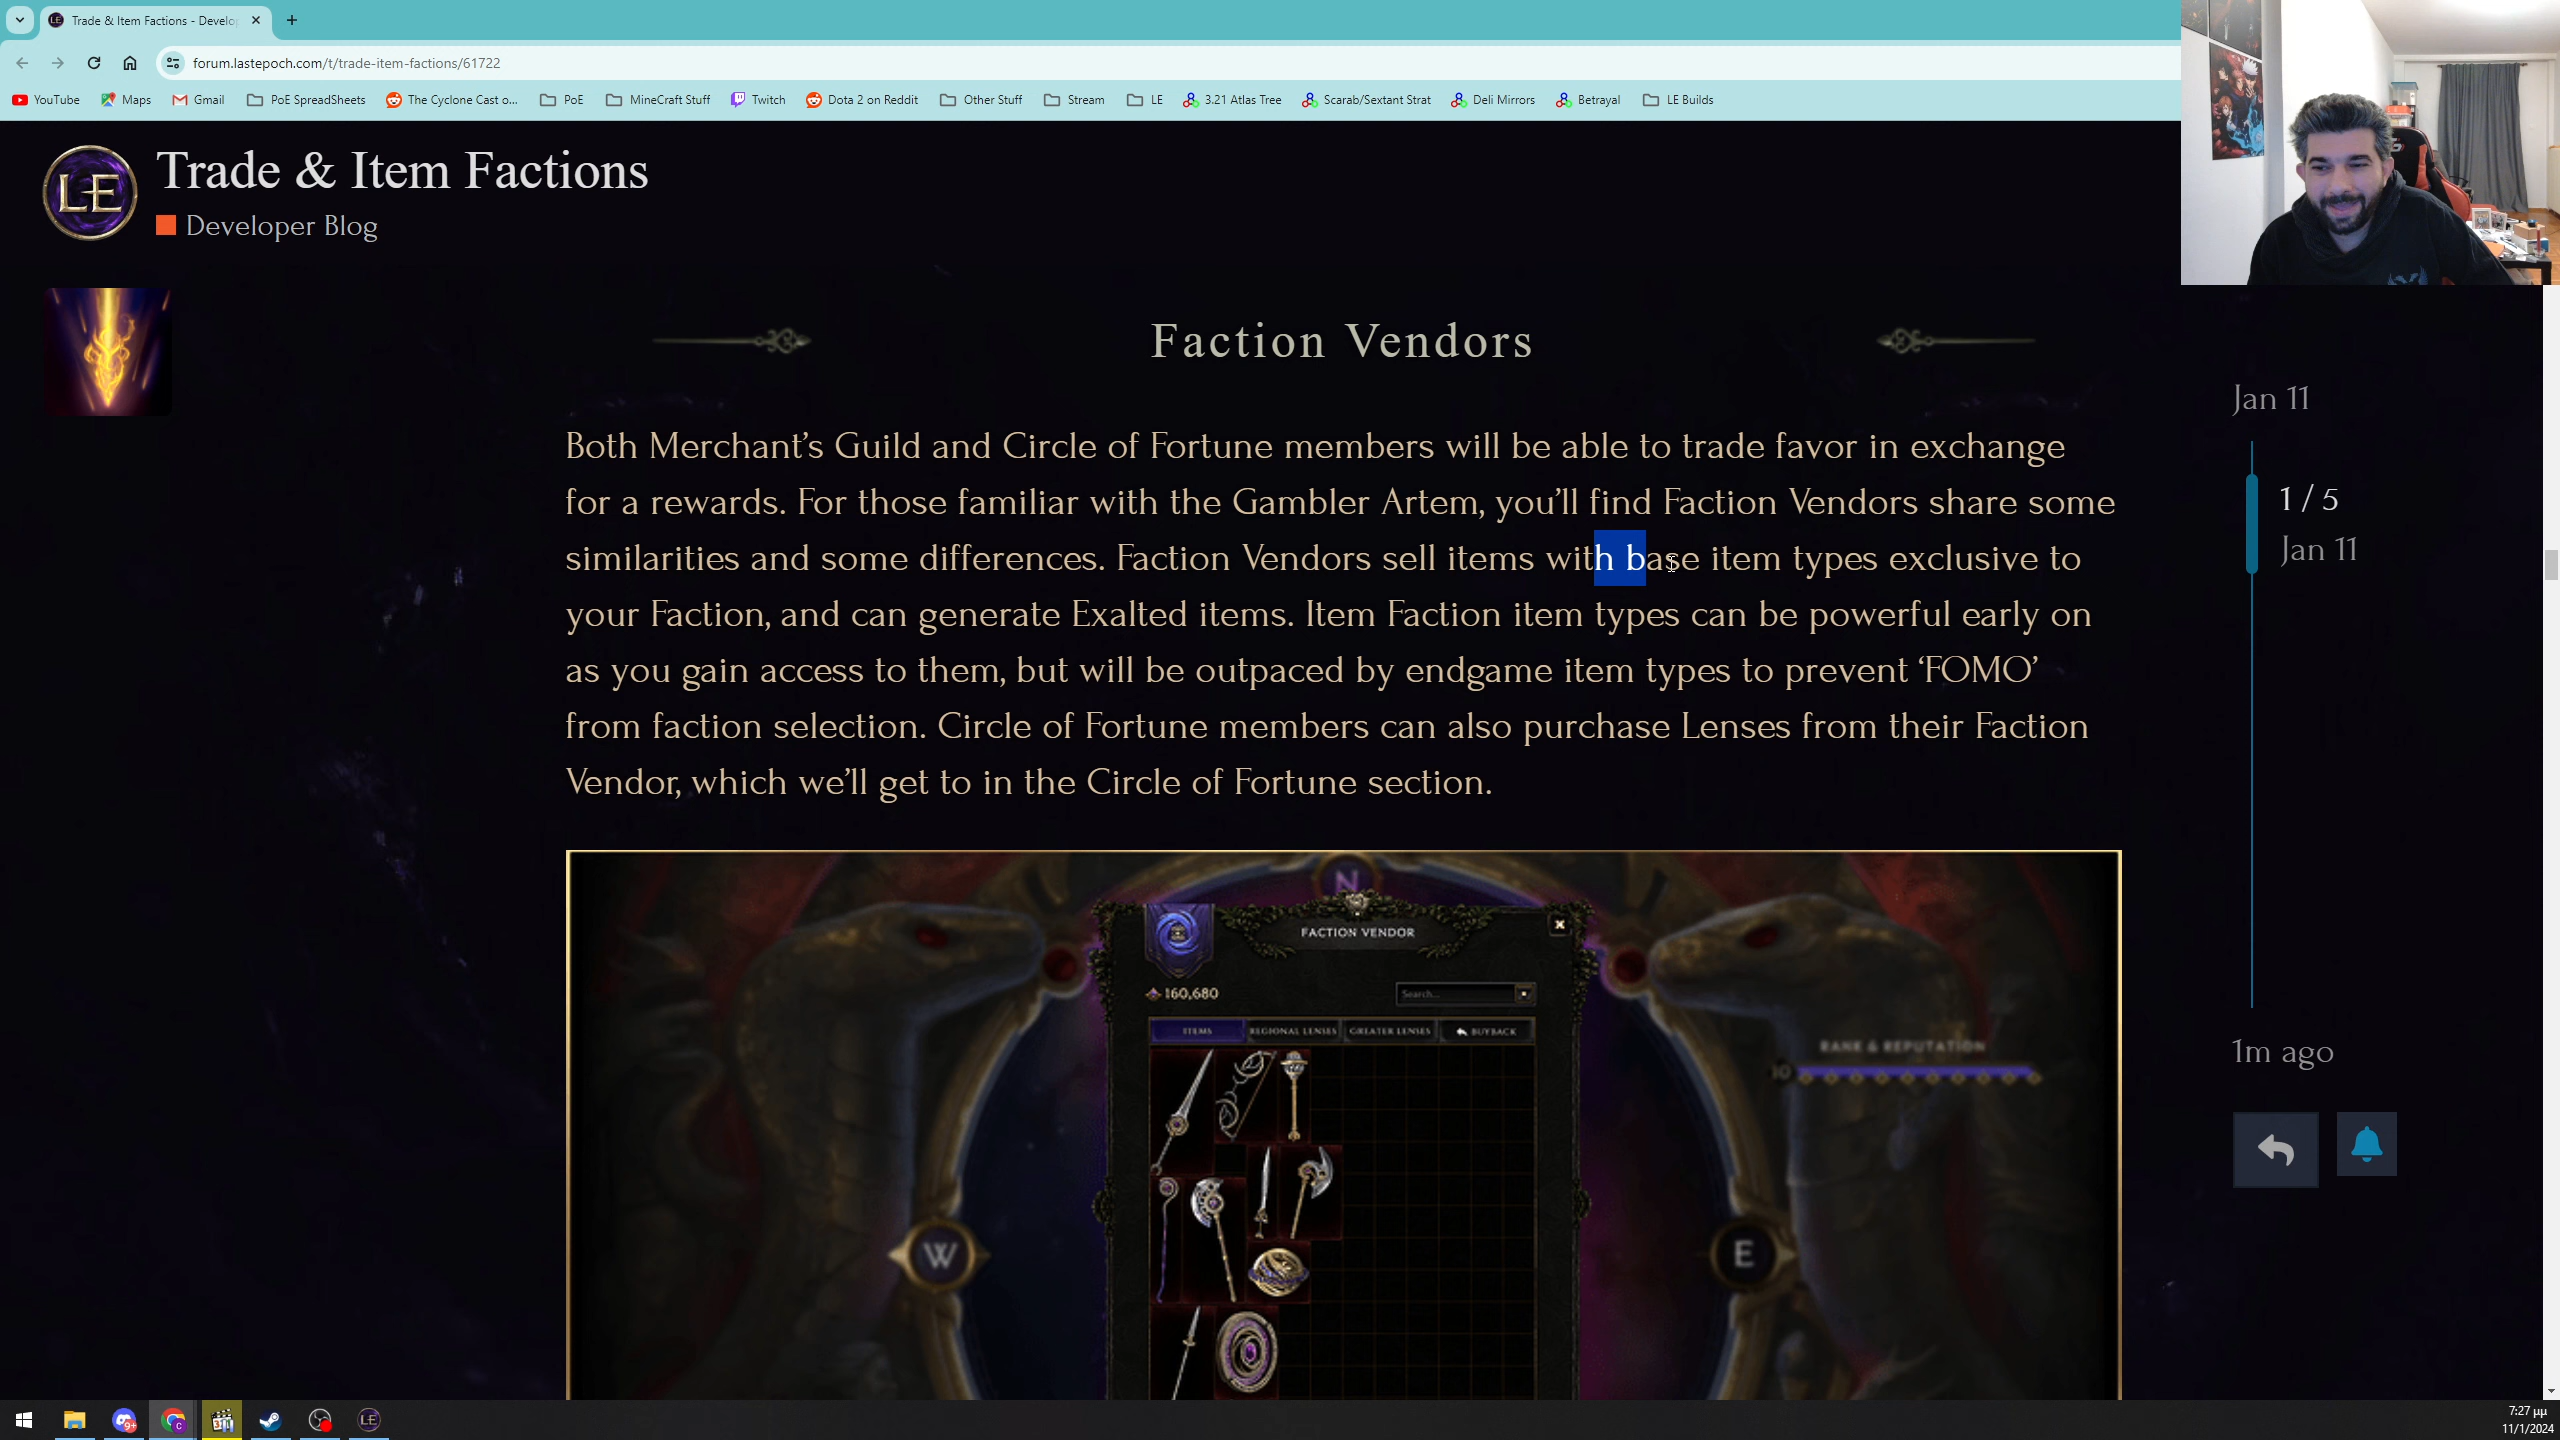 Trade & Item Factions - Develo
forum.lastepoch.com/t/trade-item-factions/61722
YouTube Maps Gmail PoE SpreadSheets The Cyclone Cast o... PoE MineCraft Stuff Twitch Dota 2 on Reddit Other Stuff Stream LE 3.21 Atlas Tree Scarab/Sextant Strat Deli Mirrors Betrayal LE Builds
LE
Trade & Item Factions
Developer Blog
Faction Vendors
Both Merchant’s Guild and Circle of Fortune members will be able to trade favor in exchange
for a rewards. For those familiar with the Gambler Artem, you’ll find Faction Vendors share some
similarities and some differences. Faction Vendors sell items with base item types exclusive to
your Faction, and can generate Exalted items. Item Faction item types can be powerful early on
as you gain access to them, but will be outpaced by endgame item types to prevent ‘FOMO’
from faction selection. Circle of Fortune members can also purchase Lenses from their Faction
Vendor, which we’ll get to in the Circle of Fortune section.
Jan 11
1 / 5
Jan 11
1m ago
N
FACTION VENDOR
160,680
Search...
ITEMS REGIONAL LENSES GREATER LENSES BUYBACK
RANK & REPUTATION
10
W
E
9+
LE
7:27 μμ
11/1/2024